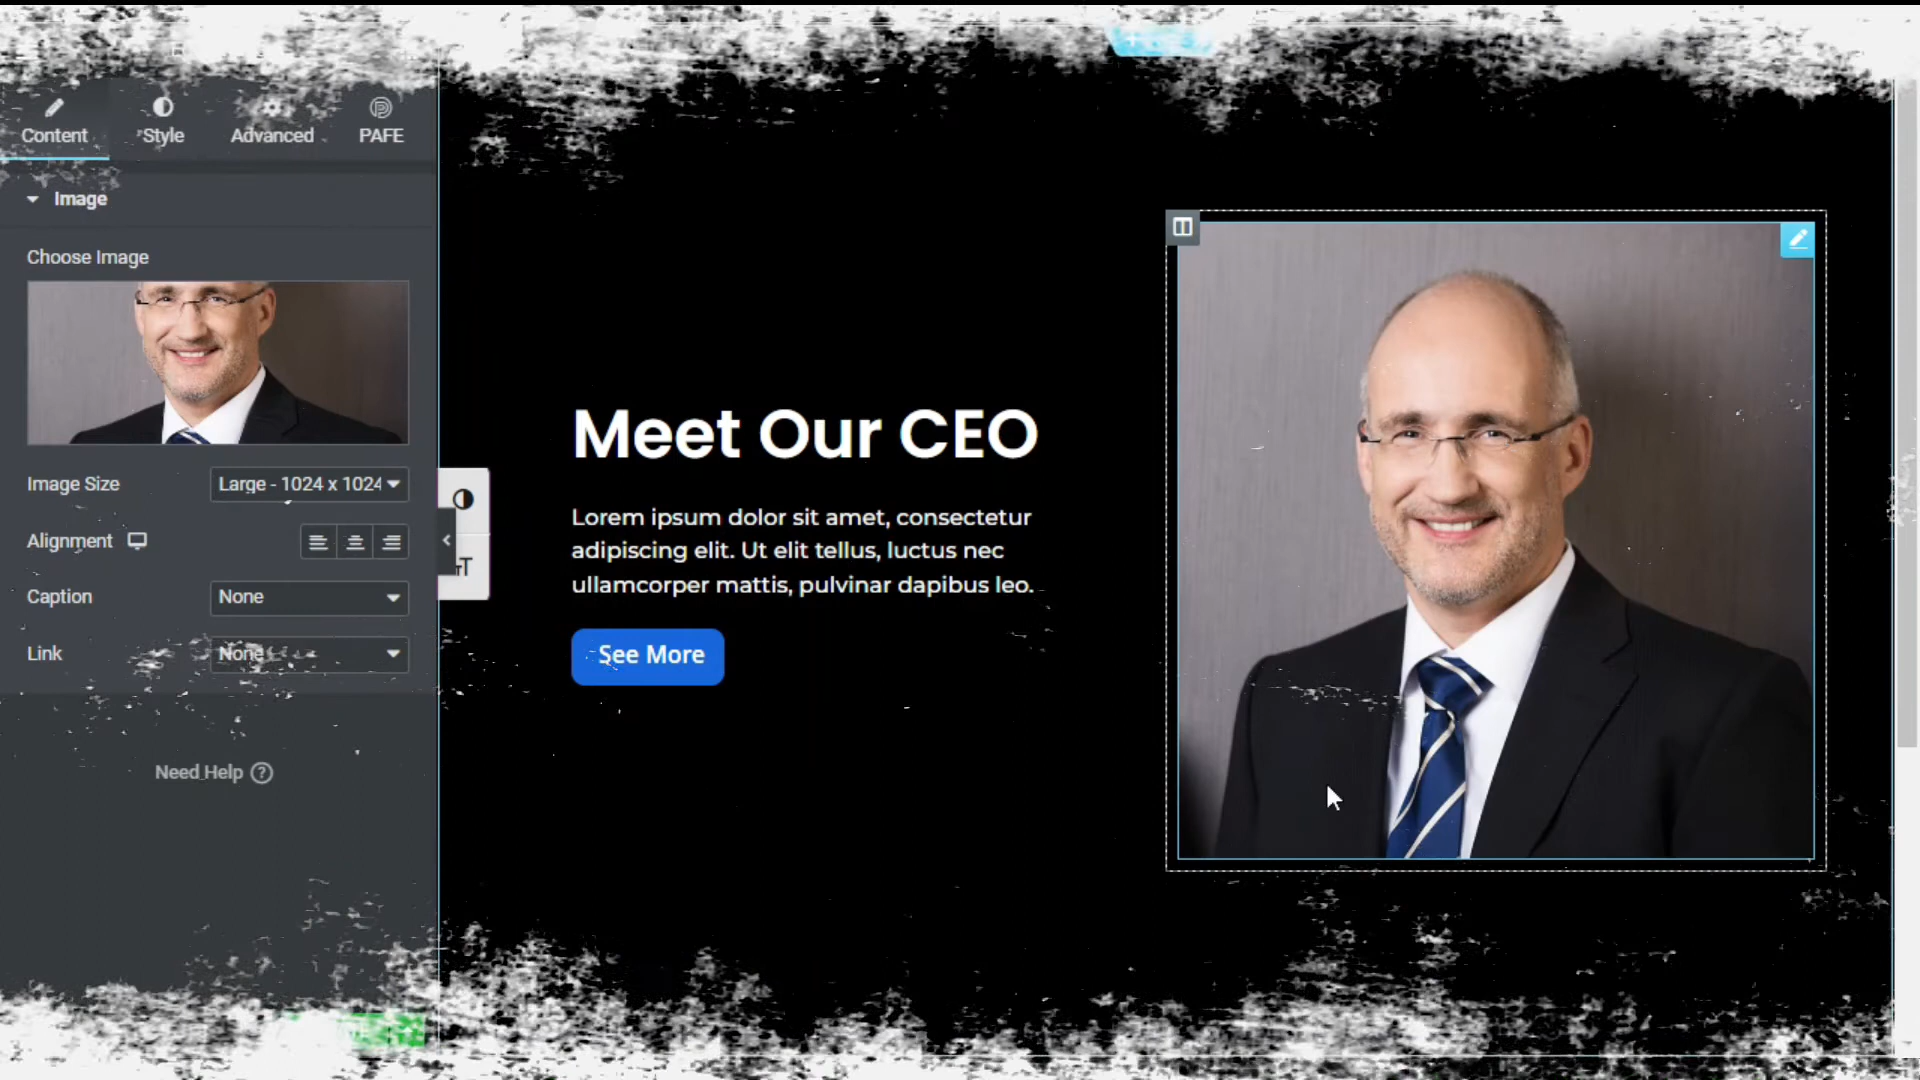 Content
Style
Advanced
PAFE
Image
Choose Image
Image Size
Large - 1024 x 1024
Alignment
Caption
None
Link
None
Need Help ?
Meet Our CEO
Lorem ipsum dolor sit amet, consectetur
adipiscing elit. Ut elit tellus, luctus nec
ullamcorper mattis, pulvinar dapibus leo.
See More